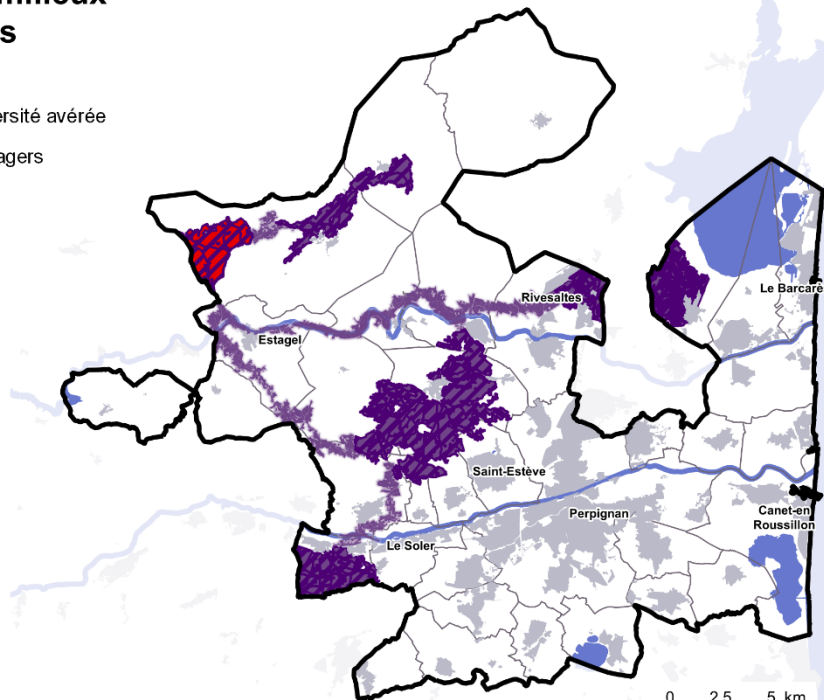 s
ersité avérée
agers
Rivesaltes
Le Barcarè
Estagel
Saint-Estève
Perpignan
Canet-en
Roussillon
Le Soler
0 2.5 5 km